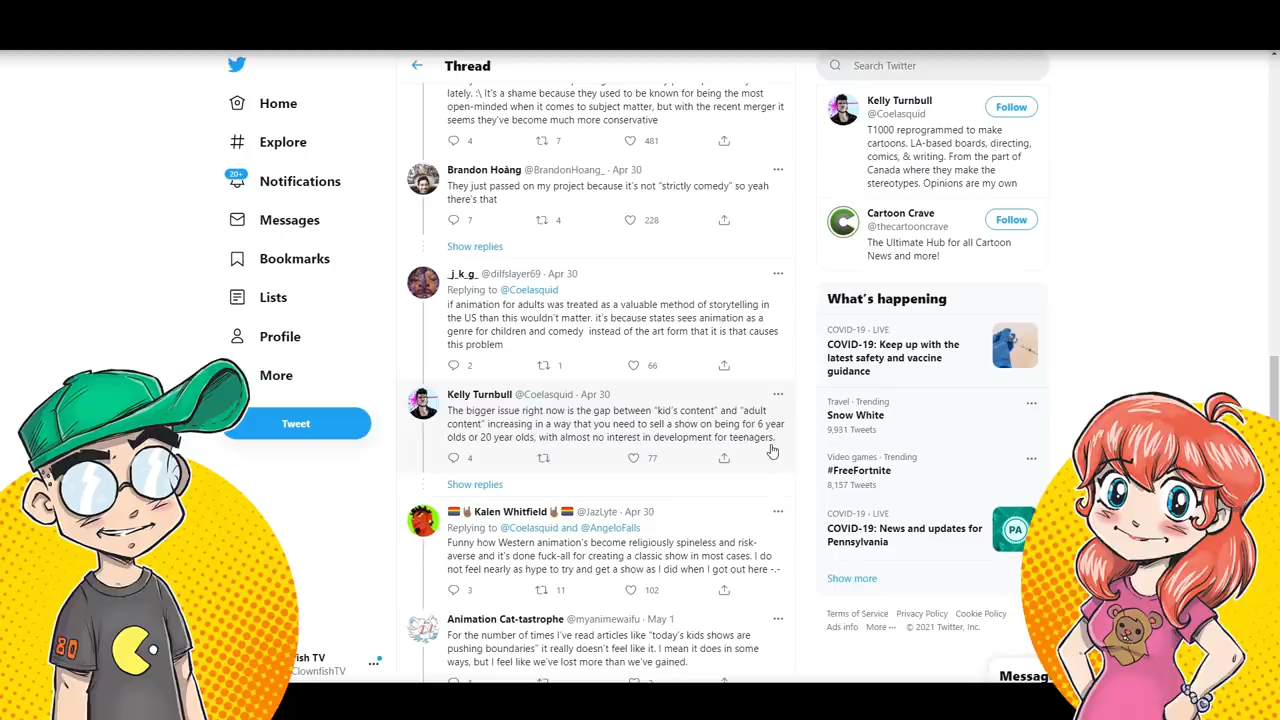 Home
Explore
20+
Notifications
Messages
Bookmarks
Lists
Profile
More
Tweet
fish TV
ClownfishTV
80
Thread
lately. :\ It's a shame because they used to be known for being the most
open-minded when it comes to subject matter, but with the recent merger it
seems they've become much more conservative
4 7 481
Brandon Hoàng @BrandonHoang_ · Apr 30
They just passed on my project because it's not "strictly comedy" so yeah
there's that
7 4 228
Show replies
_j_k_g_ @dilfslayer69 · Apr 30
Replying to @Coelasquid
if animation for adults was treated as a valuable method of storytelling in
the US than this wouldn't matter. it's because states sees animation as a
genre for children and comedy instead of the art form that it is that causes
this problem
2 1 66
Kelly Turnbull @Coelasquid · Apr 30
The bigger issue right now is the gap between "kid's content" and "adult
content" increasing in a way that you need to sell a show on being for 6 year
olds or 20 year olds, with almost no interest in development for teenagers.
4 77
Show replies
Kalen Whitfield @JazLyte · Apr 30
Replying to @Coelasquid and @AngeloFalls
Funny how Western animation's become religiously spineless and risk-
averse and it's done fuck-all for creating a classic show in most cases. I do
not feel nearly as hype to try and get a show as I did when I got out here -.-
3 11 102
Animation Cat-tastrophe @myanimewaifu · May 1
For the number of times I've read articles like "today's kids shows are
pushing boundaries" it really doesn't feel like it. I mean it does in some
ways, but I feel like we've lost more than we've gained.
Search Twitter
Kelly Turnbull
@Coelasquid
Follow
T1000 reprogrammed to make
cartoons. LA-based boards, directing,
comics, & writing. From the part of
Canada where they make the
stereotypes. Opinions are my own
Cartoon Crave
@thecartooncrave
Follow
The Ultimate Hub for all Cartoon
News and more!
What's happening
COVID-19 · LIVE
COVID-19: Keep up with the
latest safety and vaccine
guidance
Travel · Trending
Snow White
9,931 Tweets
Video games · Trending
#FreeFortnite
8,157 Tweets
COVID-19 · LIVE
COVID-19: News and updates for
Pennsylvania
PA
Show more
Terms of Service Privacy Policy Cookie Policy
Ads info More ··· © 2021 Twitter, Inc.
Messag